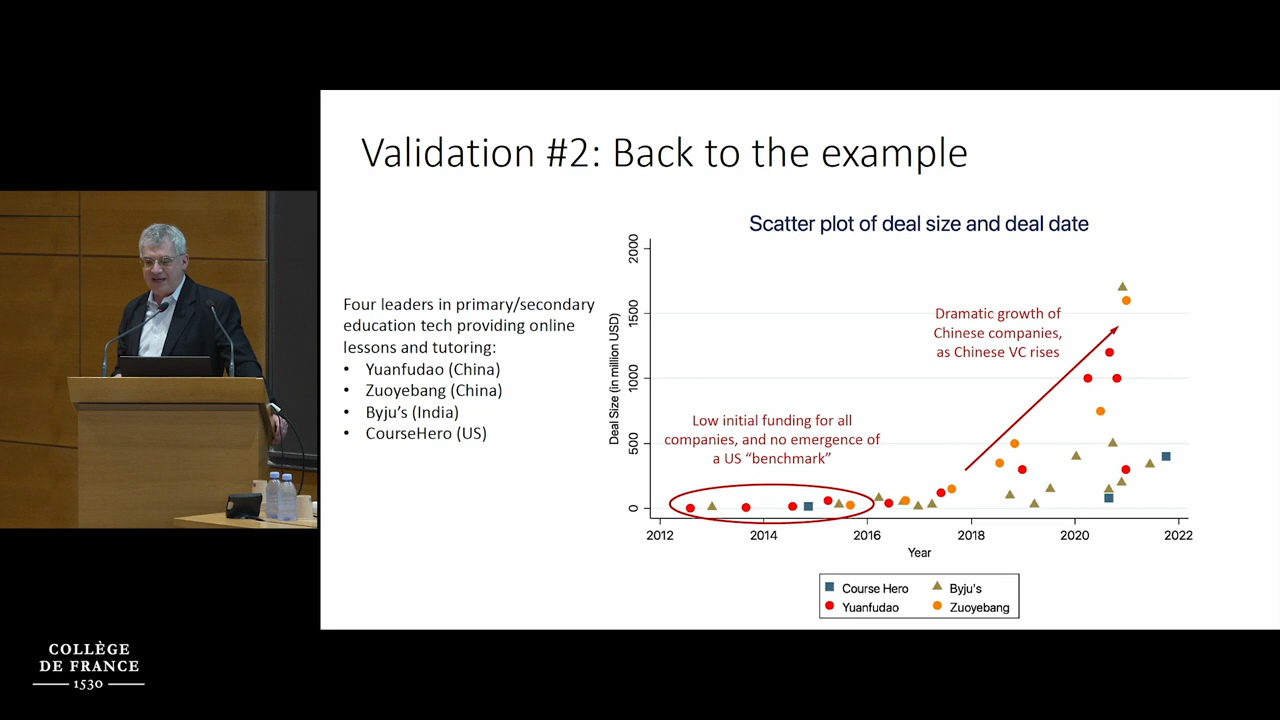 Validation #2: Back to the example
Four leaders in primary/secondary
education tech providing online
lessons and tutoring:
• Yuanfudao (China)
• Zuoyebang (China)
• Byju's (India)
• CourseHero (US)
Scatter plot of deal size and deal date
Deal Size (in million USD)
2000
1500
1000
500
0
Dramatic growth of
Chinese companies,
as Chinese VC rises
Low initial funding for all
companies, and no emergence of
a US “benchmark”
2012 2014 2016 2018 2020 2022
Year
Course Hero Byju's
Yuanfudao Zuoyebang
COLLÈGE
DE FRANCE
1530